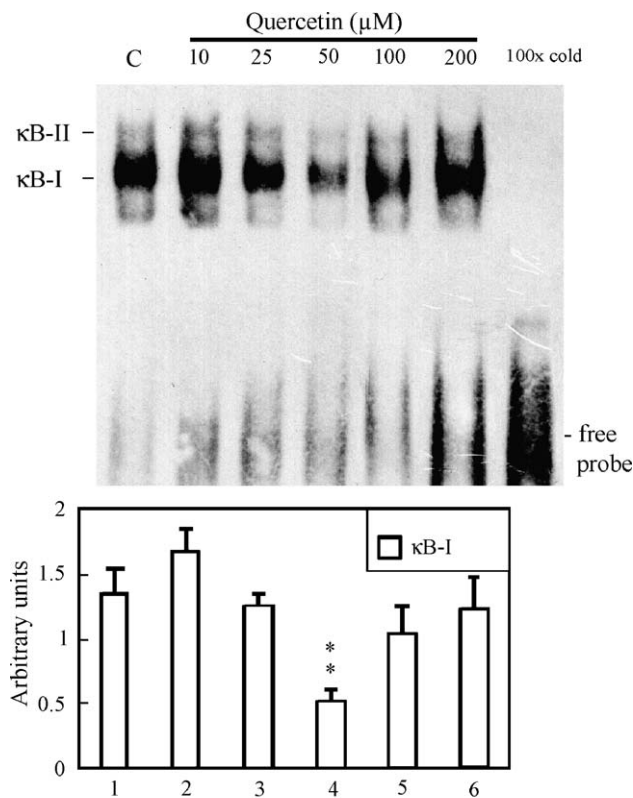 Quercetin (µM)
C 10 25 50 100 200 100x cold
κB-II –
κB-I –
- free
probe
2
κB-I
1.5
Arbitrary units
1
* *
0.5
0
1 2 3 4 5 6